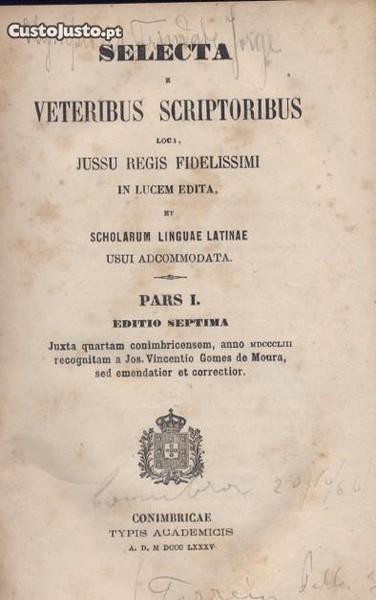 CustoJusto.pt
SELECTA
E
VETERIBUS SCRIPTORIBUS
LOCA,
JUSSU REGIS FIDELISSIMI
IN LUCEM EDITA,
ET
SCHOLARUM LINGUAE LATINAE
USUI ADCOMMODATA.
PARS I.
EDITIO SEPTIMA
Juxta quartam conimbricensem, anno MDCCCLIII
recognitam a Jos. Vincentio Gomes de Moura,
sed emendatior et correctior.
CONIMBRICAE
TYPIS ACADEMICIS
A. D. M DCCC LXXXV